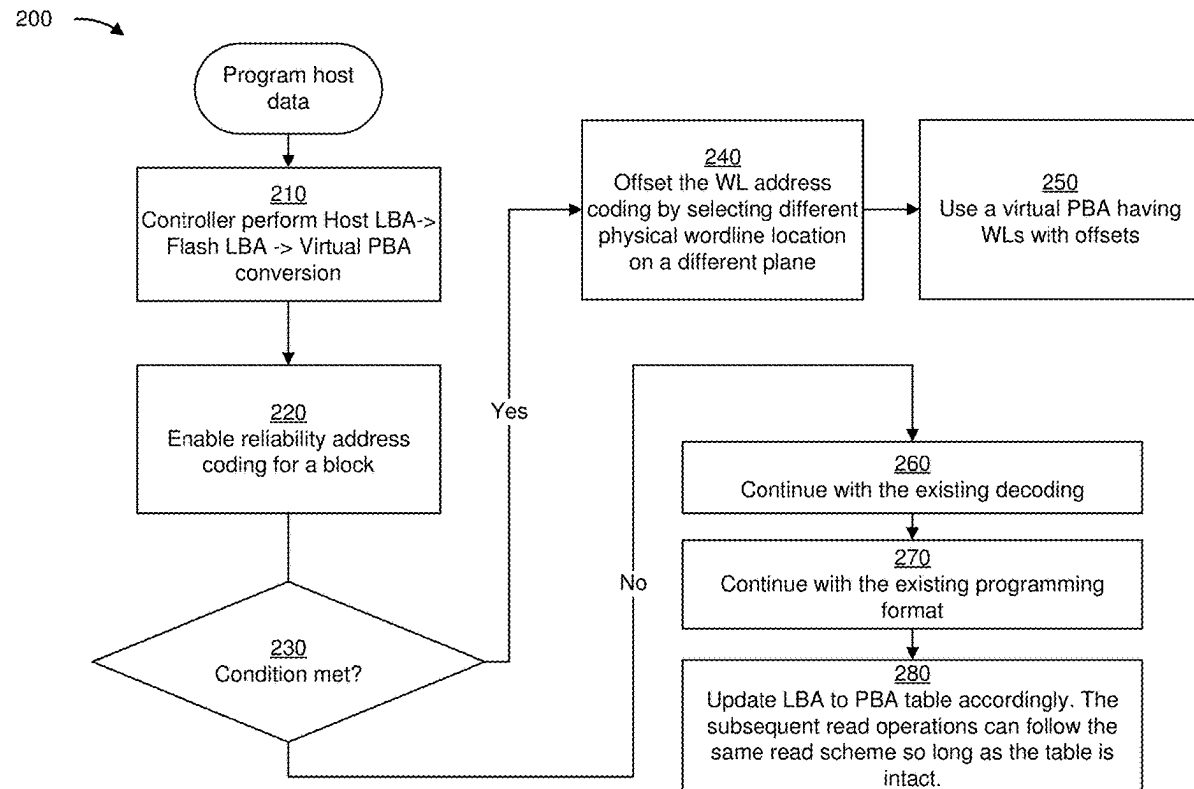 200
Program host
data
210
Controller perform Host LBA->
Flash LBA -> Virtual PBA
conversion
220
Enable reliability address
coding for a block
230
Condition met?
Yes
240
Offset the WL address
coding by selecting different
physical wordline location
on a different plane
250
Use a virtual PBA having
WLs with offsets
No
260
Continue with the existing decoding
270
Continue with the existing programming
format
280
Update LBA to PBA table accordingly. The
subsequent read operations can follow the
same read scheme so long as the table is
intact.